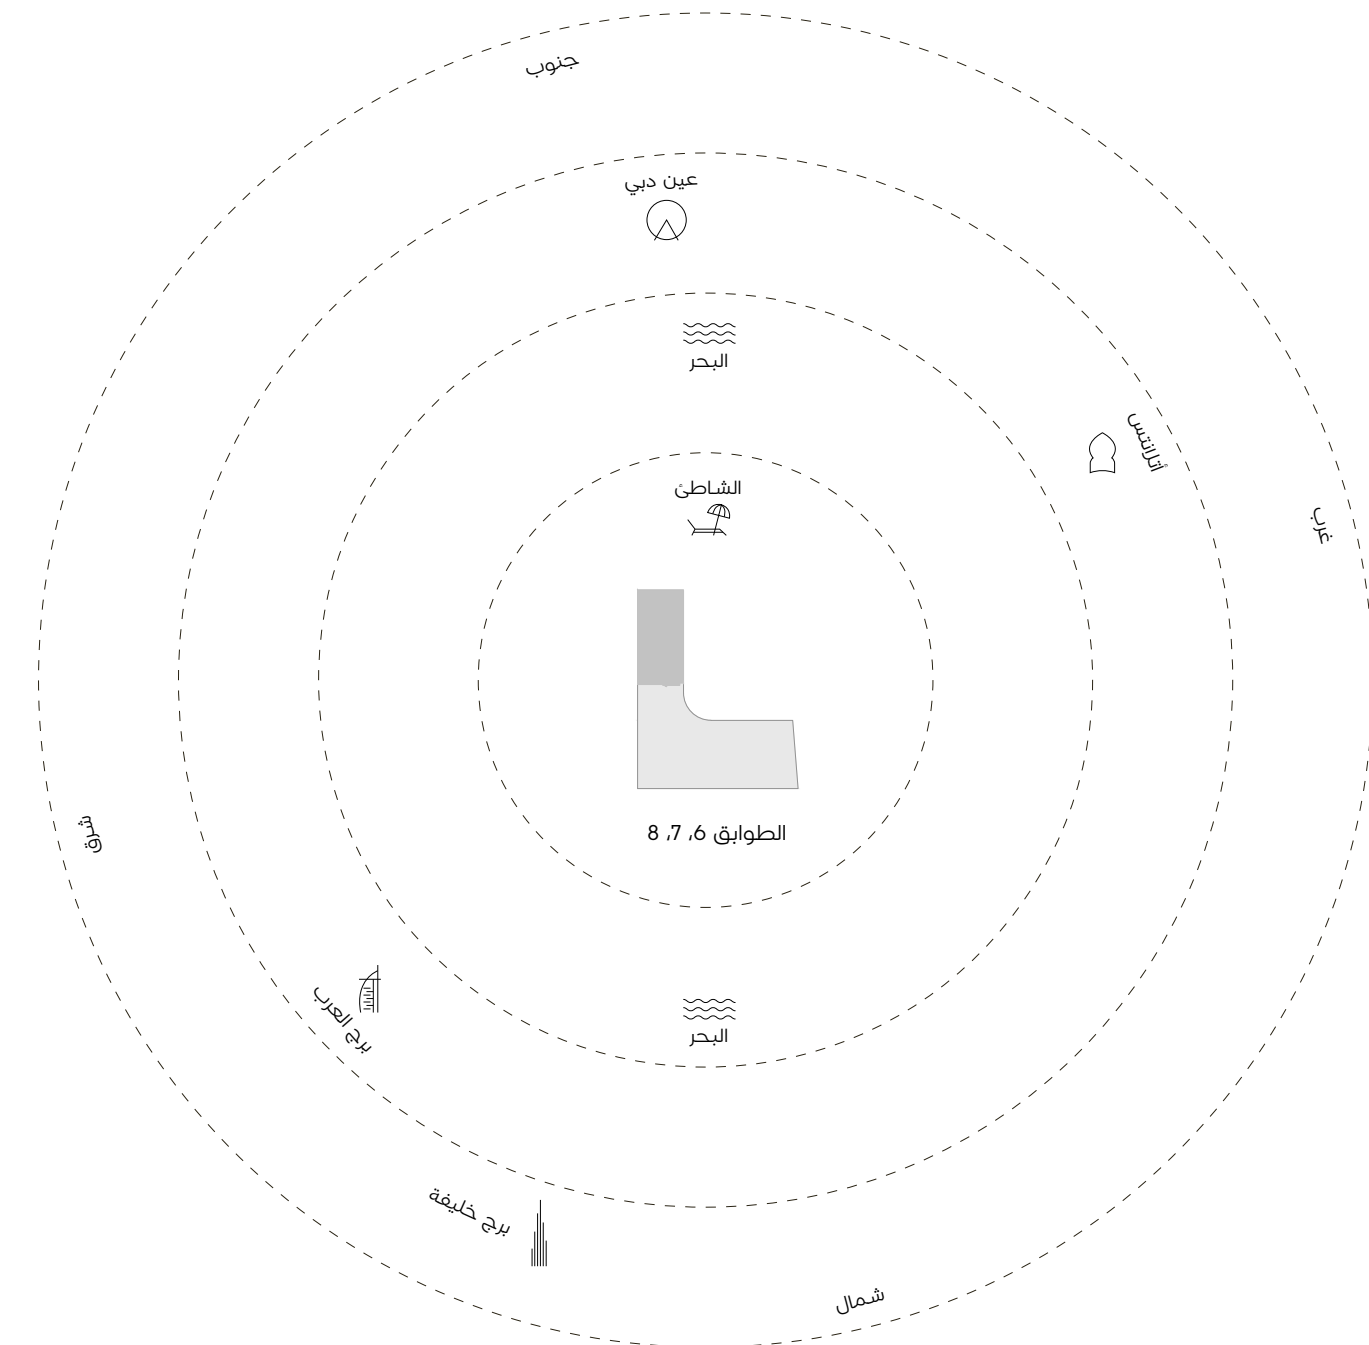 جنوب
عين دبي
البحر
أتلانتس
الشاطئ
غرب
شرق
الطوابق 6، 7، 8
برج العرب
البحر
برج خليفة
شمال